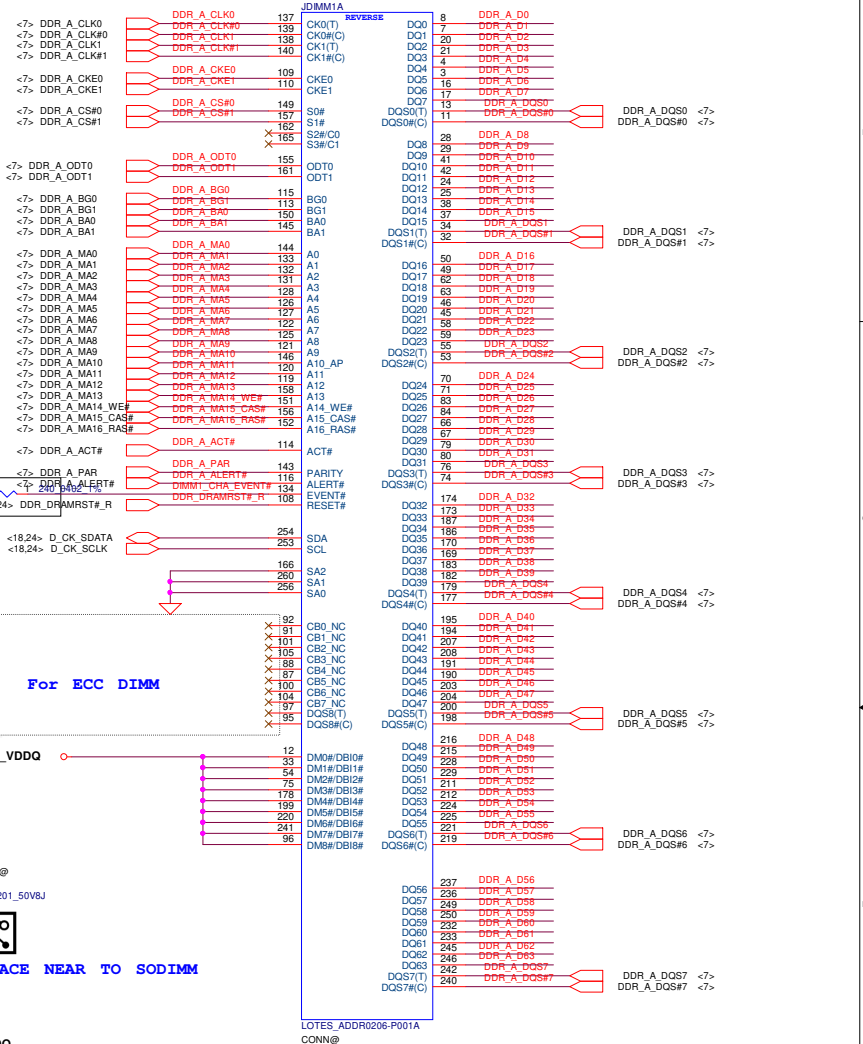 JDIMM1A
REVERSE
<7> DDR_A_CLK0 DDR_A_CLK0 137 CK0(T)
<7> DDR_A_CLK#0 DDR_A_CLK#0 139 CK0#(C)
<7> DDR_A_CLK1 DDR_A_CLK1 138 CK1(T)
<7> DDR_A_CLK#1 DDR_A_CLK#1 140 CK1#(C)
<7> DDR_A_CKE0 DDR_A_CKE0 109 CKE0
<7> DDR_A_CKE1 DDR_A_CKE1 110 CKE1
<7> DDR_A_CS#0 DDR_A_CS#0 149 S0#
<7> DDR_A_CS#1 DDR_A_CS#1 157 S1#
162 S2#/C0
165 S3#/C1
<7> DDR_A_ODT0 DDR_A_ODT0 155 ODT0
<7> DDR_A_ODT1 DDR_A_ODT1 161 ODT1
<7> DDR_A_BG0 DDR_A_BG0 115 BG0
<7> DDR_A_BG1 DDR_A_BG1 113 BG1
<7> DDR_A_BA0 DDR_A_BA0 150 BA0
<7> DDR_A_BA1 DDR_A_BA1 145 BA1
<7> DDR_A_MA0 DDR_A_MA0 144 A0
<7> DDR_A_MA1 DDR_A_MA1 133 A1
<7> DDR_A_MA2 DDR_A_MA2 132 A2
<7> DDR_A_MA3 DDR_A_MA3 131 A3
<7> DDR_A_MA4 DDR_A_MA4 128 A4
<7> DDR_A_MA5 DDR_A_MA5 126 A5
<7> DDR_A_MA6 DDR_A_MA6 127 A6
<7> DDR_A_MA7 DDR_A_MA7 122 A7
<7> DDR_A_MA8 DDR_A_MA8 125 A8
<7> DDR_A_MA9 DDR_A_MA9 121 A9
<7> DDR_A_MA10 DDR_A_MA10 146 A10_AP
<7> DDR_A_MA11 DDR_A_MA11 120 A11
<7> DDR_A_MA12 DDR_A_MA12 119 A12
<7> DDR_A_MA13 DDR_A_MA13 158 A13
<7> DDR_A_MA14_WE# DDR_A_MA14_WE# 151 A14_WE#
<7> DDR_A_MA15_CAS# DDR_A_MA15_CAS# 156 A15_CAS#
<7> DDR_A_MA16_RAS# DDR_A_MA16_RAS# 152 A16_RAS#
<7> DDR_A_ACT# DDR_A_ACT# 114 ACT#
<7> DDR_A_PAR DDR_A_PAR 143 PARITY
<7> DDR_A_ALERT# DDR_A_ALERT# 116 ALERT#
1 240_0402_1% DIMM1_CHA_EVENT# 134 EVENT#
24> DDR_DRAMRST#_R DDR_DRAMRST#_R 108 RESET#
<18,24> D_CK_SDATA 254 SDA
<18,24> D_CK_SCLK 253 SCL
166 SA2
260 SA1
256 SA0
92 CB0_NC
91 CB1_NC
101 CB2_NC
105 CB3_NC
88 CB4_NC
87 CB5_NC
100 CB6_NC
104 CB7_NC
97 DQS8(T)
95 DQS8#(C)
For ECC DIMM
_VDDQ
12 DM0#/DBI0#
33 DM1#/DBI1#
54 DM2#/DBI2#
75 DM3#/DBI3#
178 DM4#/DBI4#
199 DM5#/DBI5#
220 DM6#/DBI6#
241 DM7#/DBI7#
96 DM8#/DBI8#
@
201_50V8J
ACE NEAR TO SODIMM
DQ0 8 DDR_A_D0
DQ1 7 DDR_A_D1
DQ2 20 DDR_A_D2
DQ3 21 DDR_A_D3
DQ4 4 DDR_A_D4
DQ5 3 DDR_A_D5
DQ6 16 DDR_A_D6
DQ7 17 DDR_A_D7
DQS0(T) 13 DDR_A_DQS0 DDR_A_DQS0 <7>
DQS0#(C) 11 DDR_A_DQS#0 DDR_A_DQS#0 <7>
DQ8 28 DDR_A_D8
DQ9 29 DDR_A_D9
DQ10 41 DDR_A_D10
DQ11 42 DDR_A_D11
DQ12 24 DDR_A_D12
DQ13 25 DDR_A_D13
DQ14 38 DDR_A_D14
DQ15 37 DDR_A_D15
DQS1(T) 34 DDR_A_DQS1 DDR_A_DQS1 <7>
DQS1#(C) 32 DDR_A_DQS#1 DDR_A_DQS#1 <7>
DQ16 50 DDR_A_D16
DQ17 49 DDR_A_D17
DQ18 62 DDR_A_D18
DQ19 63 DDR_A_D19
DQ20 46 DDR_A_D20
DQ21 45 DDR_A_D21
DQ22 58 DDR_A_D22
DQ23 59 DDR_A_D23
DQS2(T) 55 DDR_A_DQS2 DDR_A_DQS2 <7>
DQS2#(C) 53 DDR_A_DQS#2 DDR_A_DQS#2 <7>
DQ24 70 DDR_A_D24
DQ25 71 DDR_A_D25
DQ26 83 DDR_A_D26
DQ27 84 DDR_A_D27
DQ28 66 DDR_A_D28
DQ29 67 DDR_A_D29
DQ30 79 DDR_A_D30
DQ31 80 DDR_A_D31
DQS3(T) 76 DDR_A_DQS3 DDR_A_DQS3 <7>
DQS3#(C) 74 DDR_A_DQS#3 DDR_A_DQS#3 <7>
DQ32 174 DDR_A_D32
DQ33 173 DDR_A_D33
DQ34 187 DDR_A_D34
DQ35 186 DDR_A_D35
DQ36 170 DDR_A_D36
DQ37 169 DDR_A_D37
DQ38 183 DDR_A_D38
DQ39 182 DDR_A_D39
DQS4(T) 179 DDR_A_DQS4 DDR_A_DQS4 <7>
DQS4#(C) 177 DDR_A_DQS#4 DDR_A_DQS#4 <7>
DQ40 195 DDR_A_D40
DQ41 194 DDR_A_D41
DQ42 207 DDR_A_D42
DQ43 208 DDR_A_D43
DQ44 191 DDR_A_D44
DQ45 190 DDR_A_D45
DQ46 203 DDR_A_D46
DQ47 204 DDR_A_D47
DQS5(T) 200 DDR_A_DQS5 DDR_A_DQS5 <7>
DQS5#(C) 198 DDR_A_DQS#5 DDR_A_DQS#5 <7>
DQ48 216 DDR_A_D48
DQ49 215 DDR_A_D49
DQ50 228 DDR_A_D50
DQ51 229 DDR_A_D51
DQ52 211 DDR_A_D52
DQ53 212 DDR_A_D53
DQ54 224 DDR_A_D54
DQ55 225 DDR_A_D55
DQS6(T) 221 DDR_A_DQS6 DDR_A_DQS6 <7>
DQS6#(C) 219 DDR_A_DQS#6 DDR_A_DQS#6 <7>
DQ56 237 DDR_A_D56
DQ57 236 DDR_A_D57
DQ58 249 DDR_A_D58
DQ59 250 DDR_A_D59
DQ60 232 DDR_A_D60
DQ61 233 DDR_A_D61
DQ62 245 DDR_A_D62
DQ63 246 DDR_A_D63
DQS7(T) 242 DDR_A_DQS7 DDR_A_DQS7 <7>
DQS7#(C) 240 DDR_A_DQS#7 DDR_A_DQS#7 <7>
LOTES_ADDR0206-P001A
CONN@